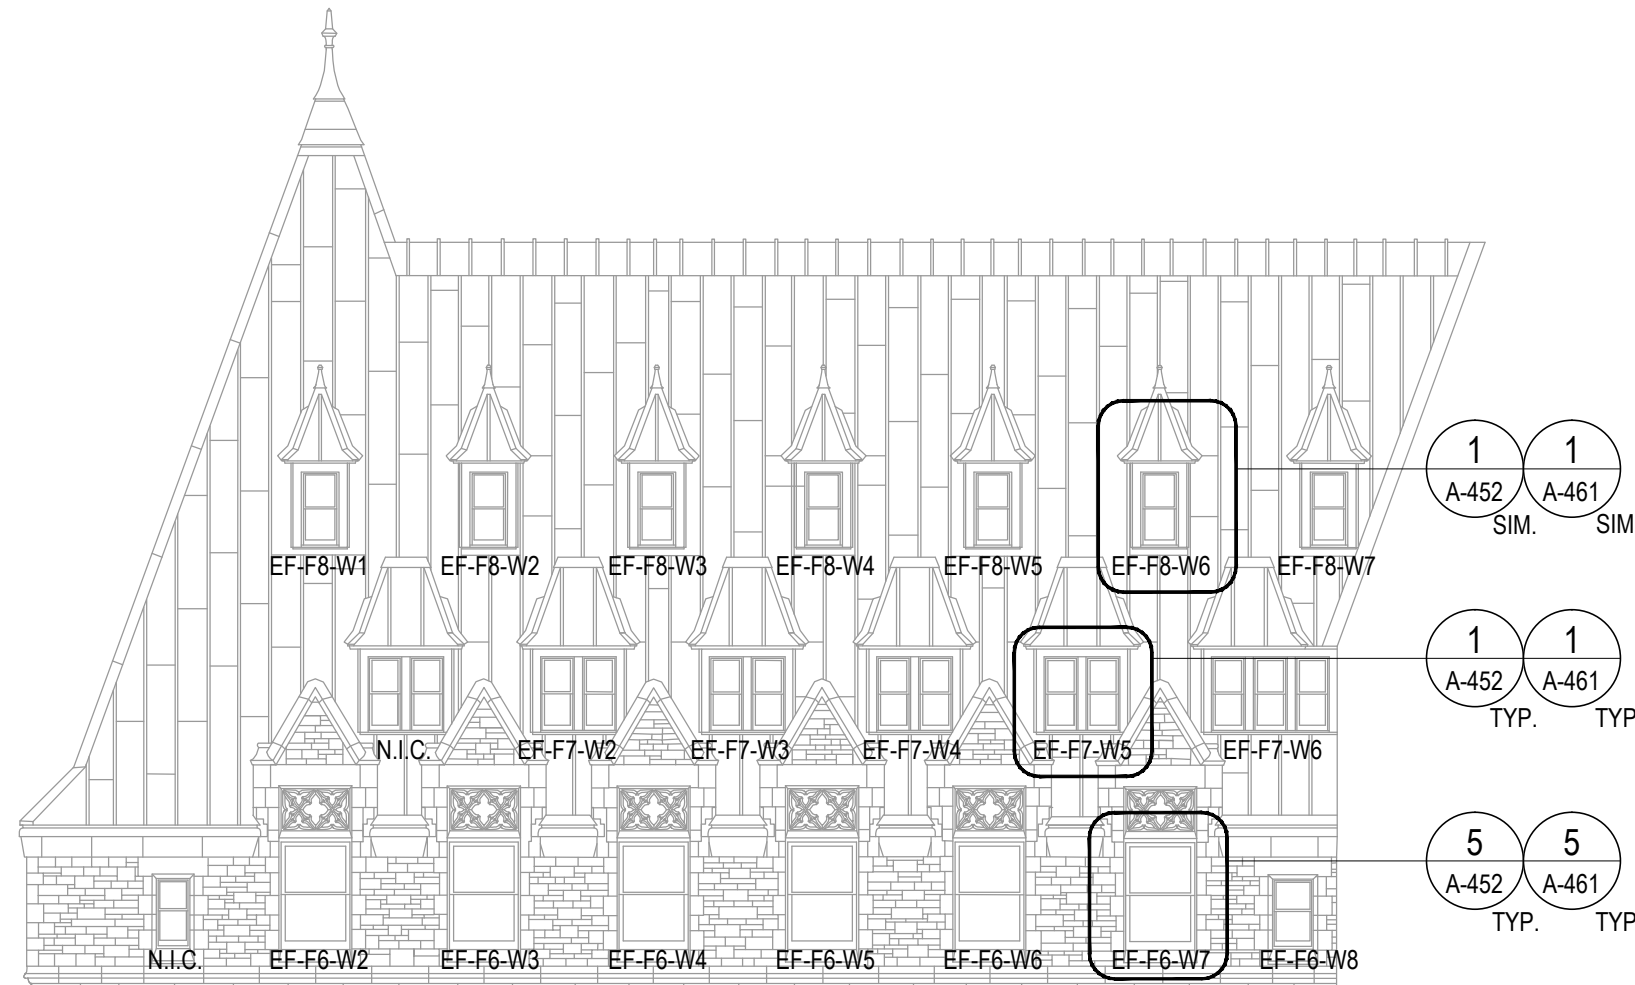 1 1
A-452 A-461
SIM. SIM
EF-F8-W1 EF-F8-W2 EF-F8-W3 EF-F8-W4 EF-F8-W5 EF-F8-W6 EF-F8-W7
1 1
A-452 A-461
TYP. TYP
N.I.C. EF-F7-W2 EF-F7-W3 EF-F7-W4 EF-F7-W5 EF-F7-W6
5 5
A-452 A-461
TYP. TYP
N.I.C. EF-F6-W2 EF-F6-W3 EF-F6-W4 EF-F6-W5 EF-F6-W6 EF-F6-W7 EF-F6-W8